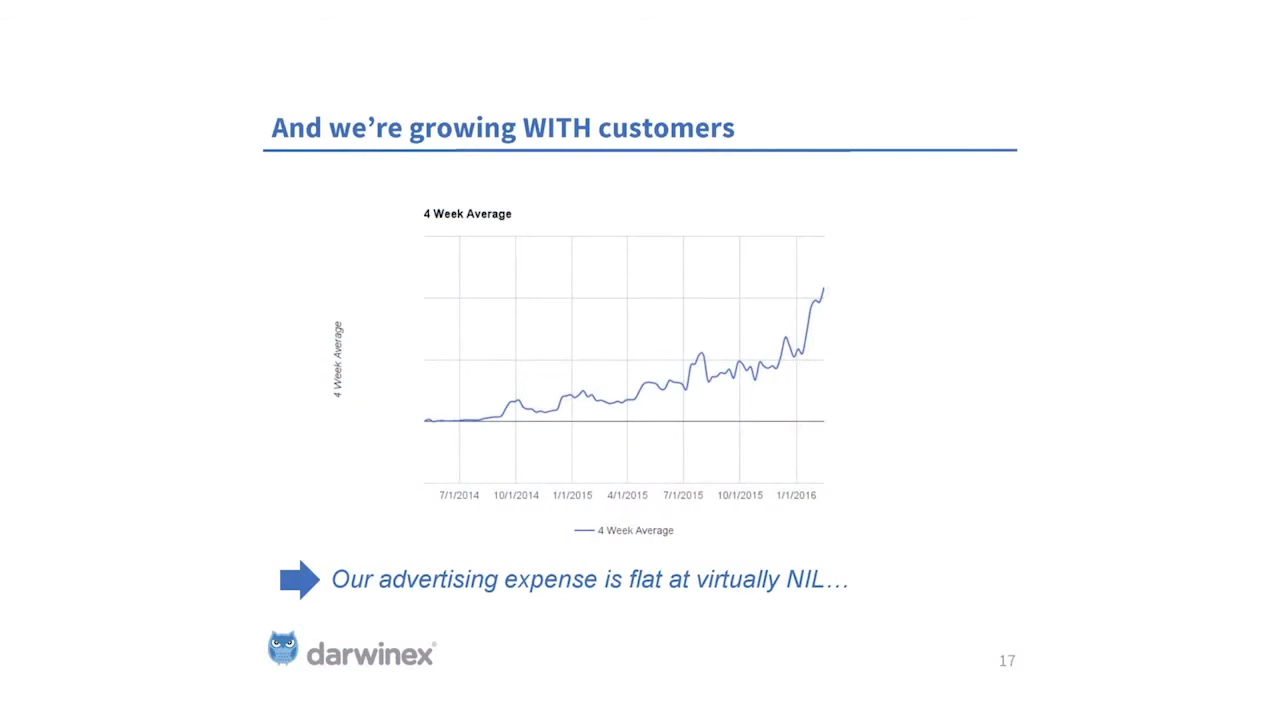 And we’re growing WITH customers
4 Week Average
4 Week Average
7/1/2014 10/1/2014 1/1/2015 4/1/2015 7/1/2015 10/1/2015 1/1/2016
4 Week Average
Our advertising expense is flat at virtually NIL…
darwinex®
17